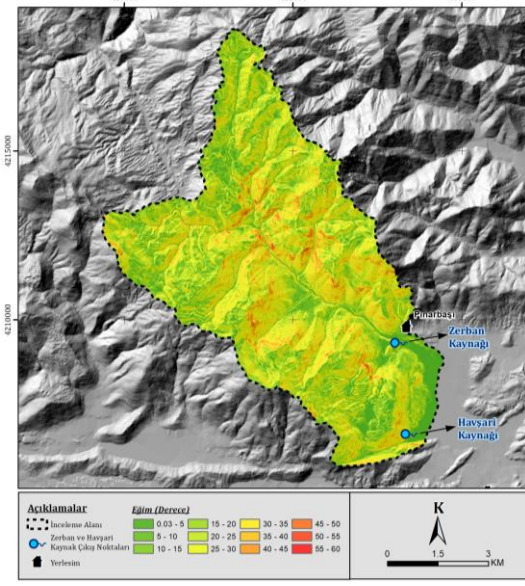 4215000
4210000
Pınarbaşı
Zerban
Kaynağı
Havşari
Kaynağı
Açıklamalar
İnceleme Alanı
Zerban ve Havşari
Kaynak Çıkış Noktaları
Yerleşim
Eğim (Derece)
0.03 - 5
15 - 20
30 - 35
45 - 50
5 - 10
20 - 25
35 - 40
50 - 55
10 - 15
25 - 30
40 - 45
55 - 60
K
0 1.5 3
KM